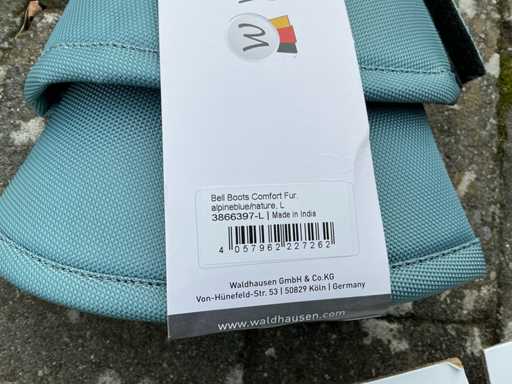 W
Bell Boots Comfort Fur.
alpineblue/nature, L
3866397-L | Made in India
4 057962 227262
Waldhausen GmbH & Co.KG
Von-Hünefeld-Str. 53 | 50829 Köln | Germany
www.waldhausen.com